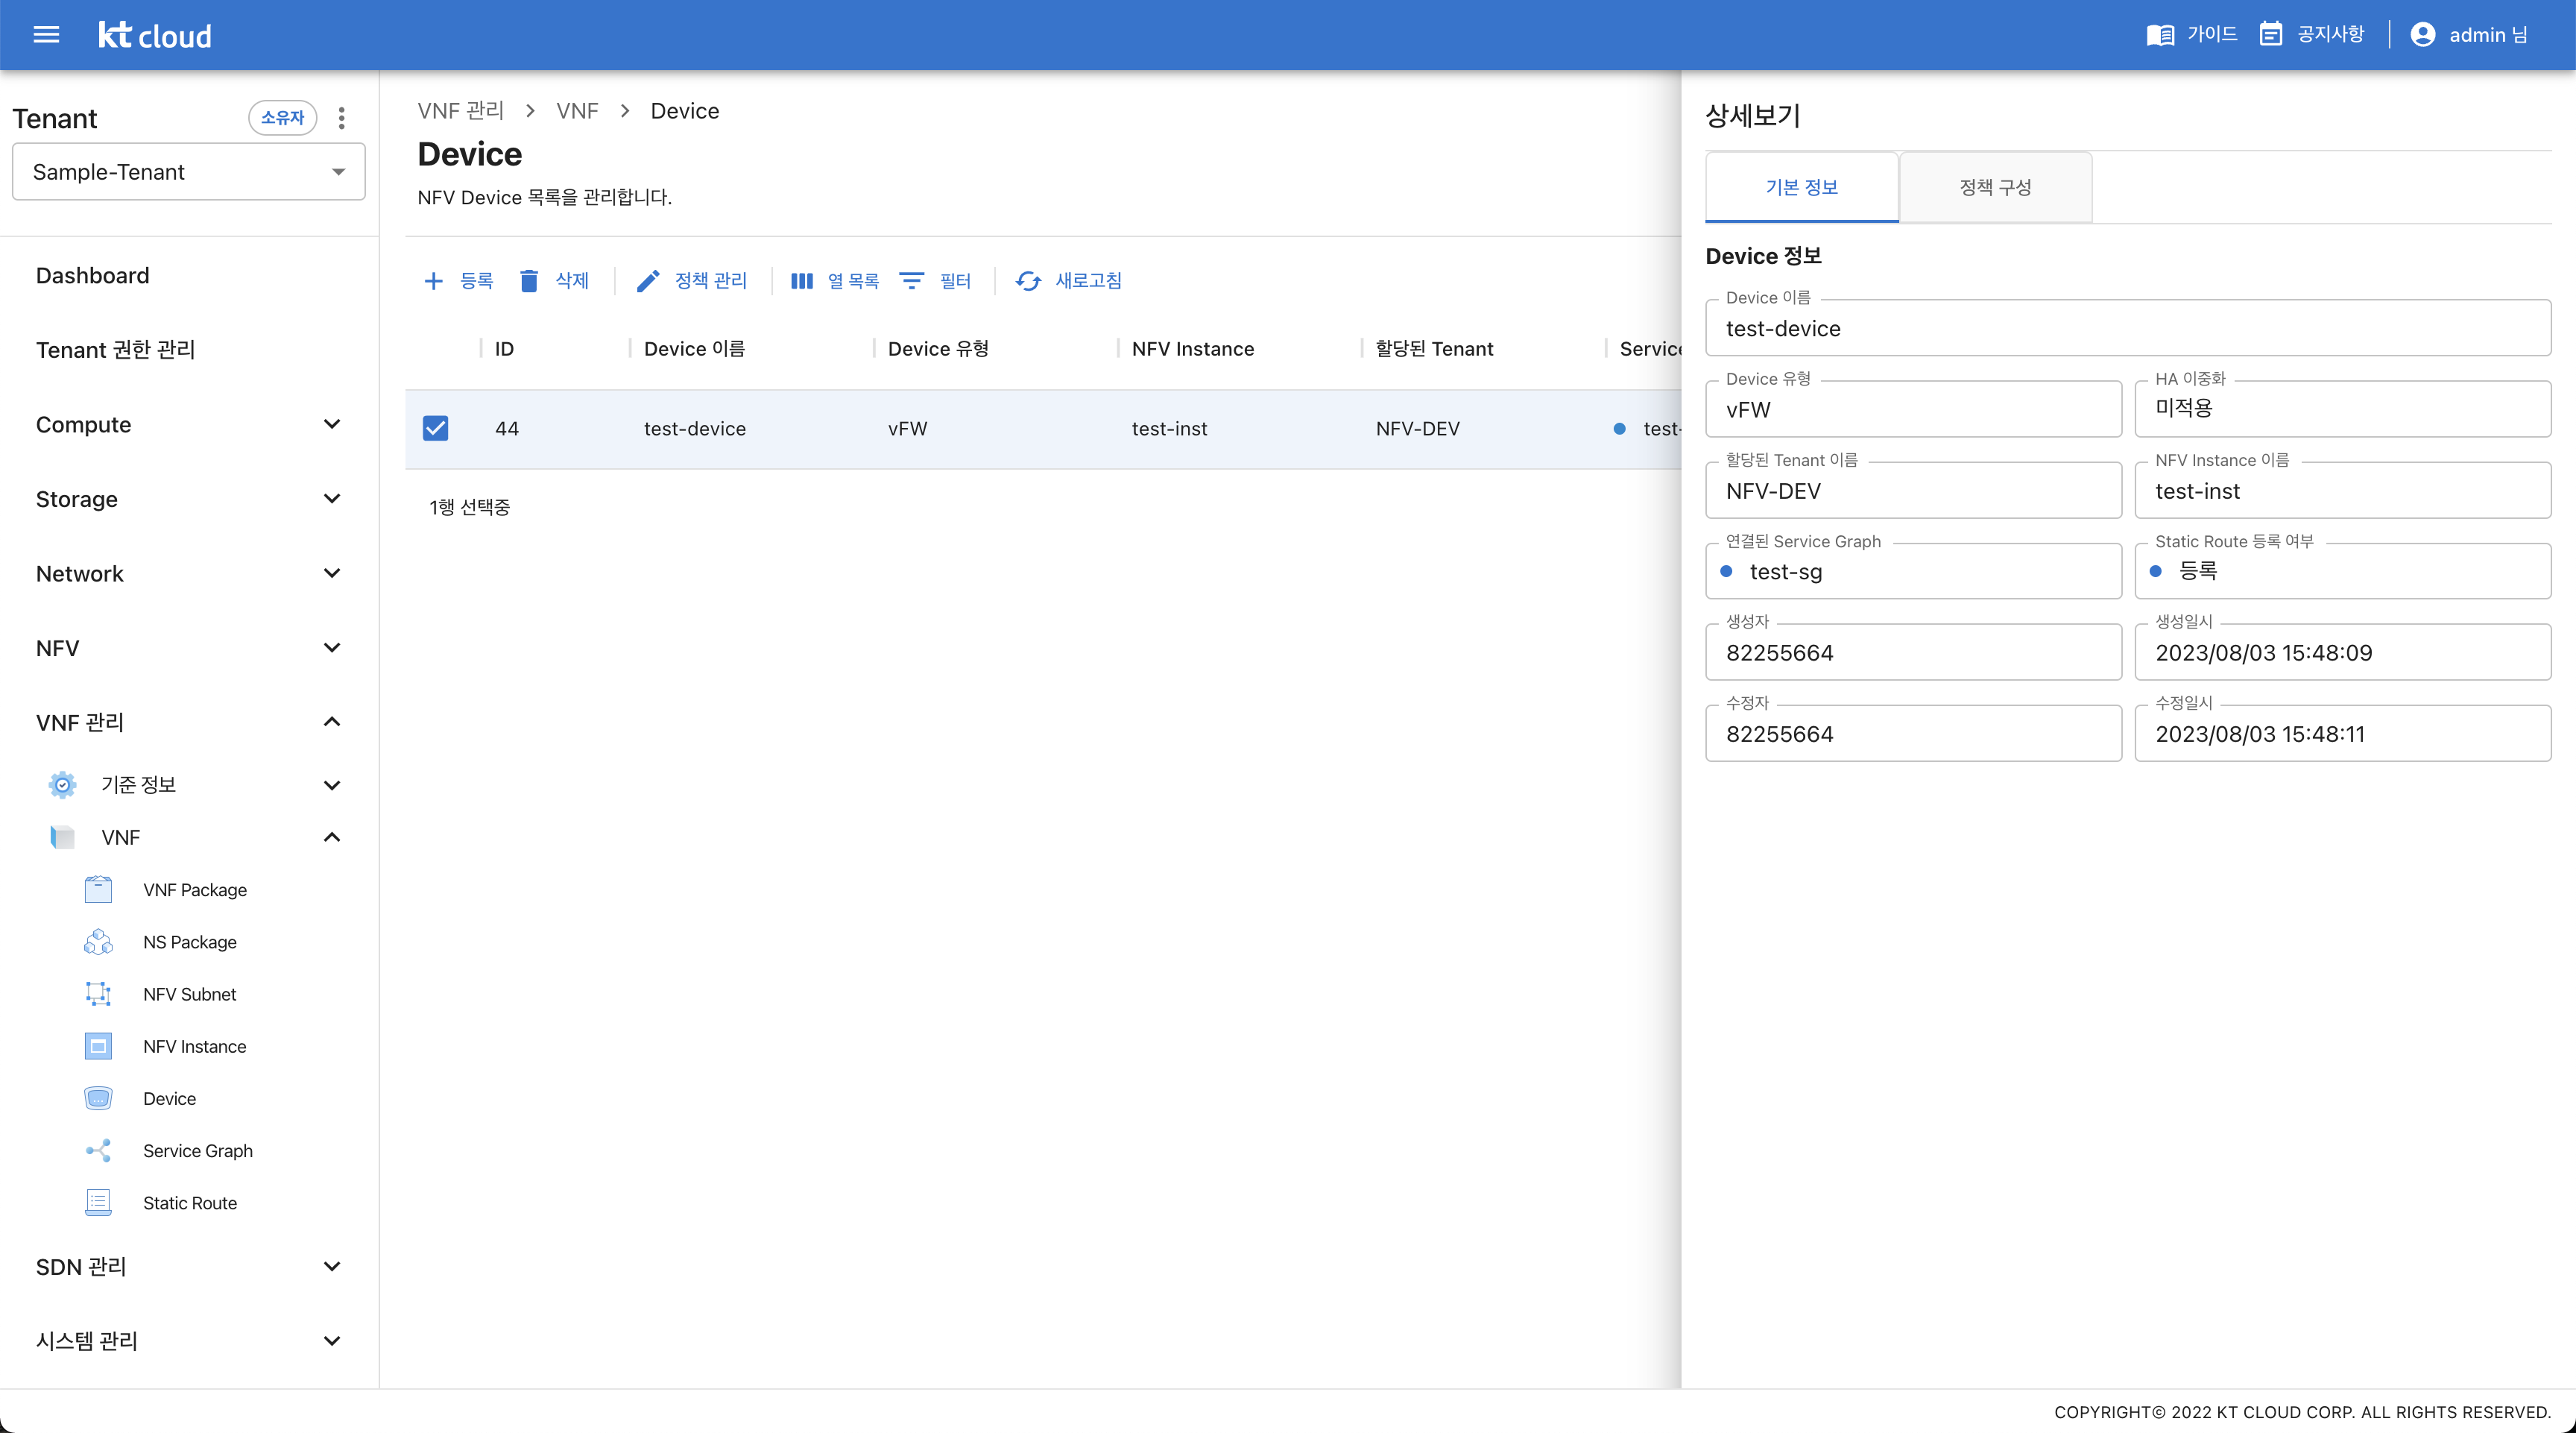 kt cloud
가이드
공지사항
admin 님
Tenant
소유자
Sample-Tenant
Dashboard
Tenant 권한 관리
Compute
Storage
Network
NFV
VNF 관리
기준 정보
VNF
VNF Package
NS Package
NFV Subnet
NFV Instance
Device
Service Graph
Static Route
SDN 관리
시스템 관리
VNF 관리 > VNF > Device
Device
NFV Device 목록을 관리합니다.
등록 삭제 정책 관리 열 목록 필터 새로고침
ID Device 이름 Device 유형 NFV Instance 할당된 Tenant Service
44 test-device vFW test-inst NFV-DEV test-
1행 선택중
상세보기
기본 정보 정책 구성
Device 정보
Device 이름
test-device
Device 유형
vFW
HA 이중화
미적용
할당된 Tenant 이름
NFV-DEV
NFV Instance 이름
test-inst
연결된 Service Graph
test-sg
Static Route 등록 여부
등록
생성자
82255664
생성일시
2023/08/03 15:48:09
수정자
82255664
수정일시
2023/08/03 15:48:11
COPYRIGHT© 2022 KT CLOUD CORP. ALL RIGHTS RESERVED.